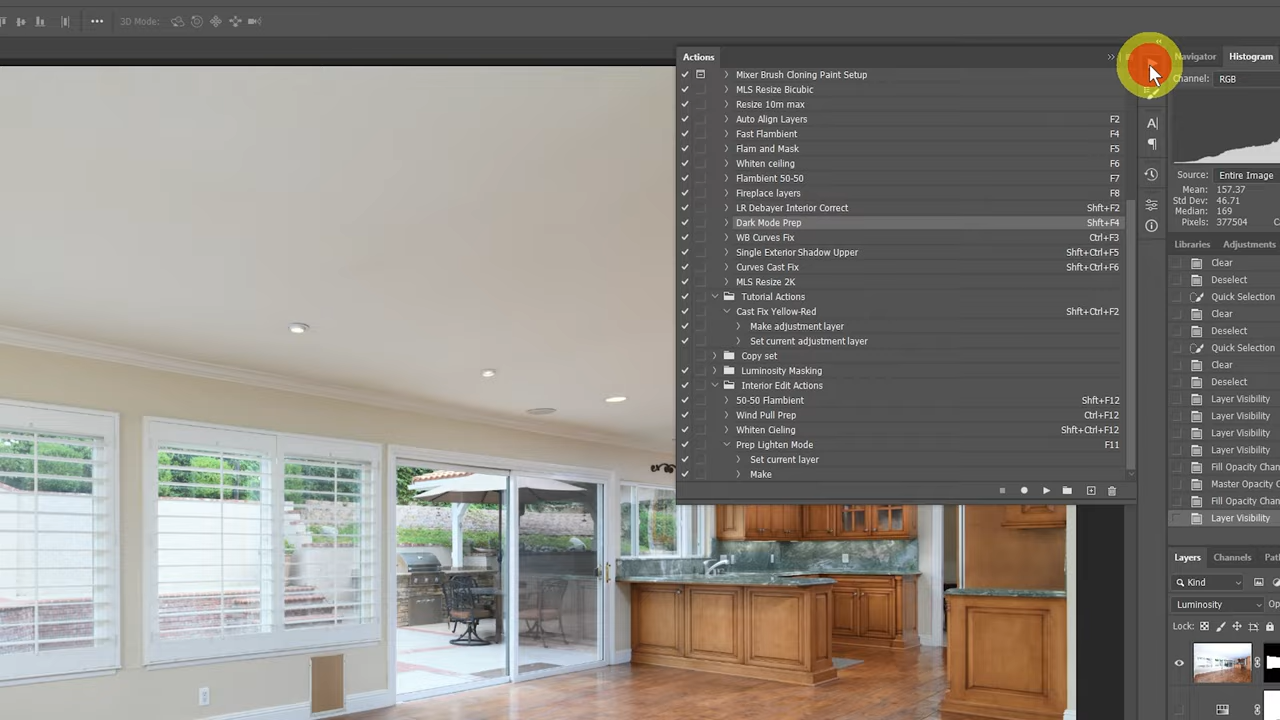 3D Mode:
Actions
Navigator
Histogram
Mixer Brush Cloning Paint Setup
Channel: RGB
MLS Resize Bicubic
Resize 10m max
Auto Align Layers F2
Fast Flambient F4
Flam and Mask F5
Whiten ceiling F6
Flambient 50-50 F7
Fireplace layers F8
LR Debayer Interior Correct Shft+F2
Dark Mode Prep Shft+F4
WB Curves Fix Ctrl+F3
Single Exterior Shadow Upper Shft+Ctrl+F5
Curves Cast Fix Shft+Ctrl+F6
MLS Resize 2K
Tutorial Actions
Cast Fix Yellow-Red Shft+Ctrl+F2
Make adjustment layer
Set current adjustment layer
Copy set
Luminosity Masking
Interior Edit Actions
50-50 Flambient Shft+F12
Wind Pull Prep Ctrl+F12
Whiten Cieling Shft+Ctrl+F12
Prep Lighten Mode F11
Set current layer
Make
Source: Entire Image
Mean: 157.37
Std Dev: 46.71
Median: 169
Pixels: 377504
Libraries Adjustments
Clear
Deselect
Quick Selection
Clear
Deselect
Quick Selection
Clear
Deselect
Layer Visibility
Layer Visibility
Layer Visibility
Layer Visibility
Fill Opacity Cha
Master Opacity
Fill Opacity Cha
Layer Visibility
Layers Channels
Kind
Luminosity
Lock: